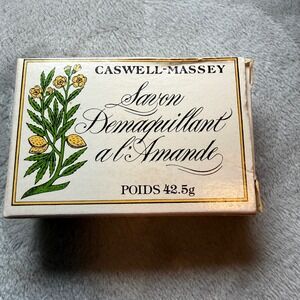 CASWELL-MASSEY
Savon
Demaquillant
a l'Amande
POIDS 42.5g